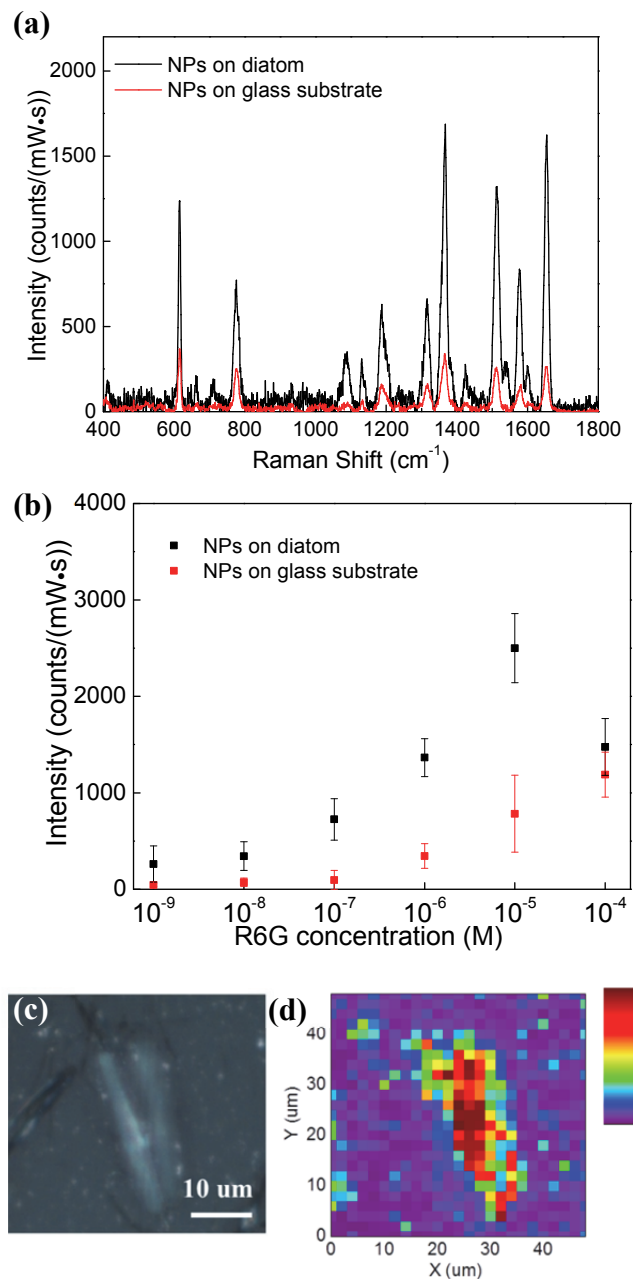 (a)
NPs on diatom
NPs on glass substrate
2000
1500
1000
500
0
Intensity (counts/(mW•s))
400 600 800 1000 1200 1400 1600 1800
Raman Shift (cm⁻¹)
(b)
NPs on diatom
NPs on glass substrate
4000
3000
2000
1000
0
Intensity (counts/(mW•s))
10⁻⁹ 10⁻⁸ 10⁻⁷ 10⁻⁶ 10⁻⁵ 10⁻⁴
R6G concentration (M)
(c)
10 um
(d)
40
30
20
10
0
Y (um)
0 20 30 40
X (um)